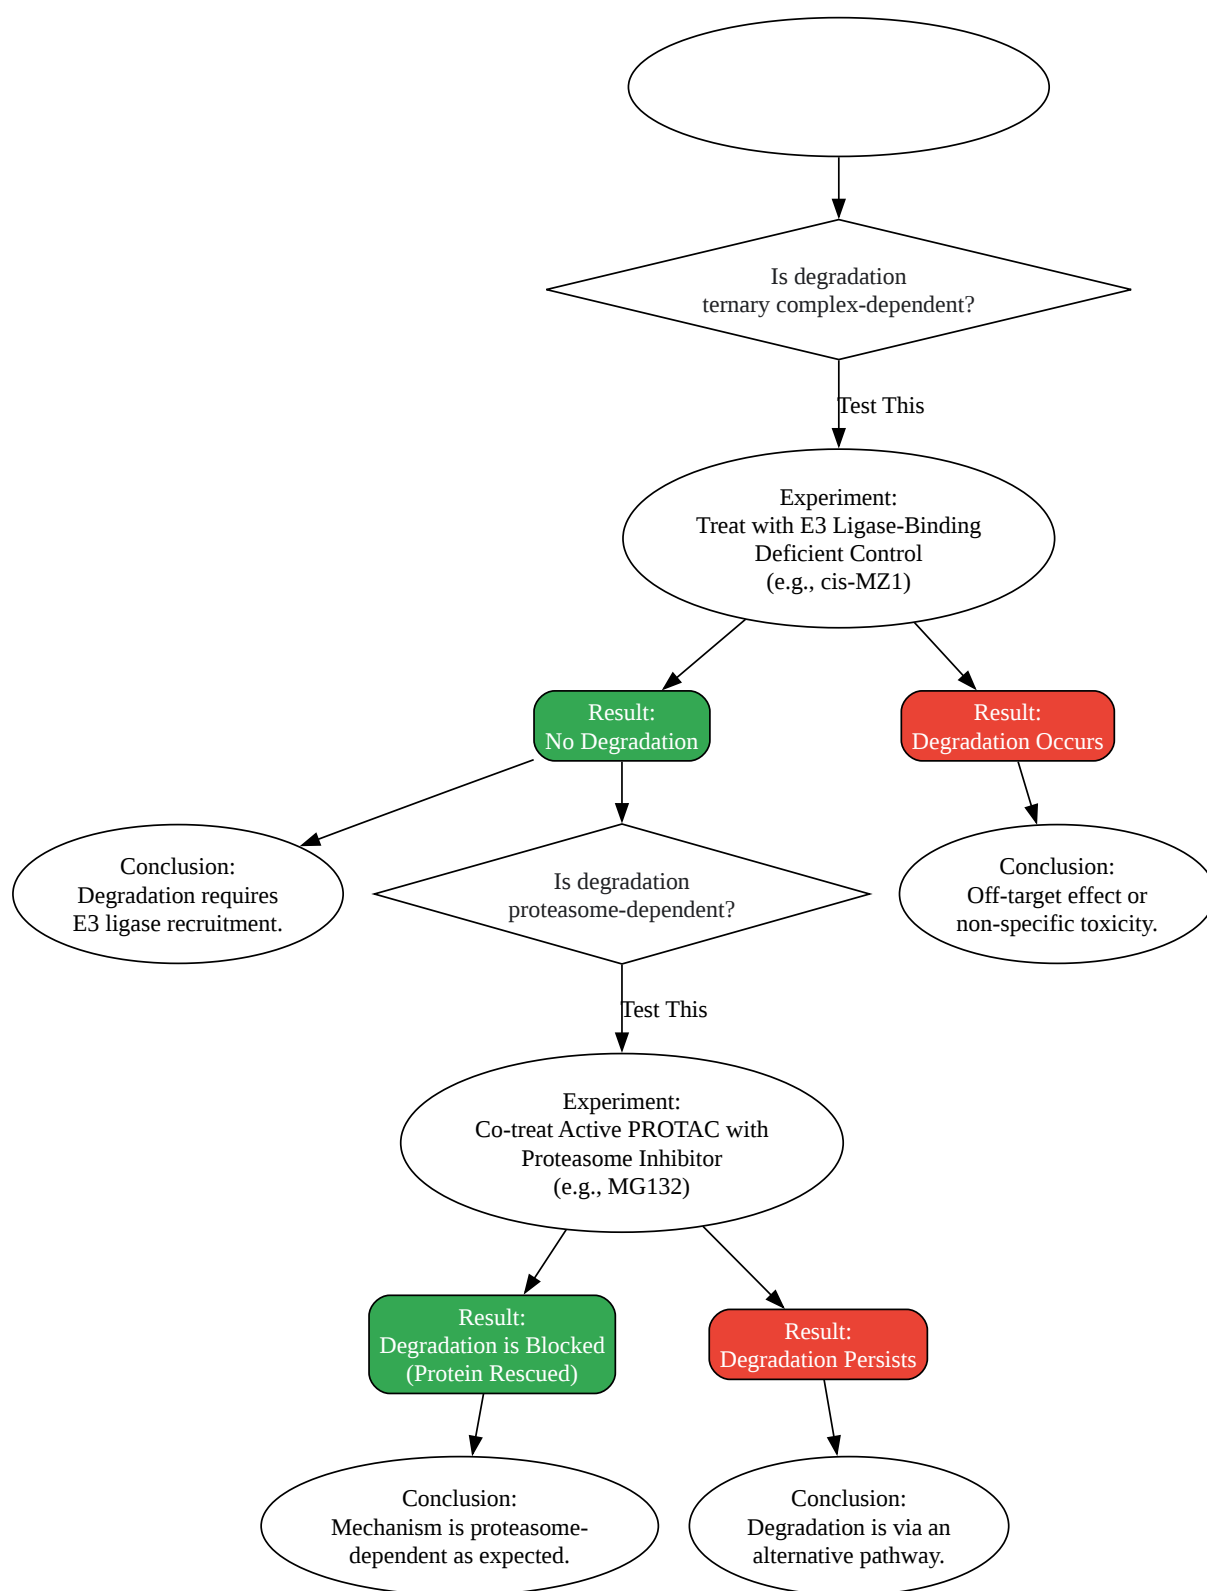 Is degradation
ternary complex-dependent?
Test This
Experiment:
Treat with E3 Ligase-Binding
Deficient Control
(e.g., cis-MZ1)
Result:
No Degradation
Result:
Degradation Occurs
Conclusion:
Degradation requires
E3 ligase recruitment.
Is degradation
proteasome-dependent?
Conclusion:
Off-target effect or
non-specific toxicity.
Test This
Experiment:
Co-treat Active PROTAC with
Proteasome Inhibitor
(e.g., MG132)
Result:
Degradation is Blocked
(Protein Rescued)
Result:
Degradation Persists
Conclusion:
Mechanism is proteasome-
dependent as expected.
Conclusion:
Degradation is via an
alternative pathway.